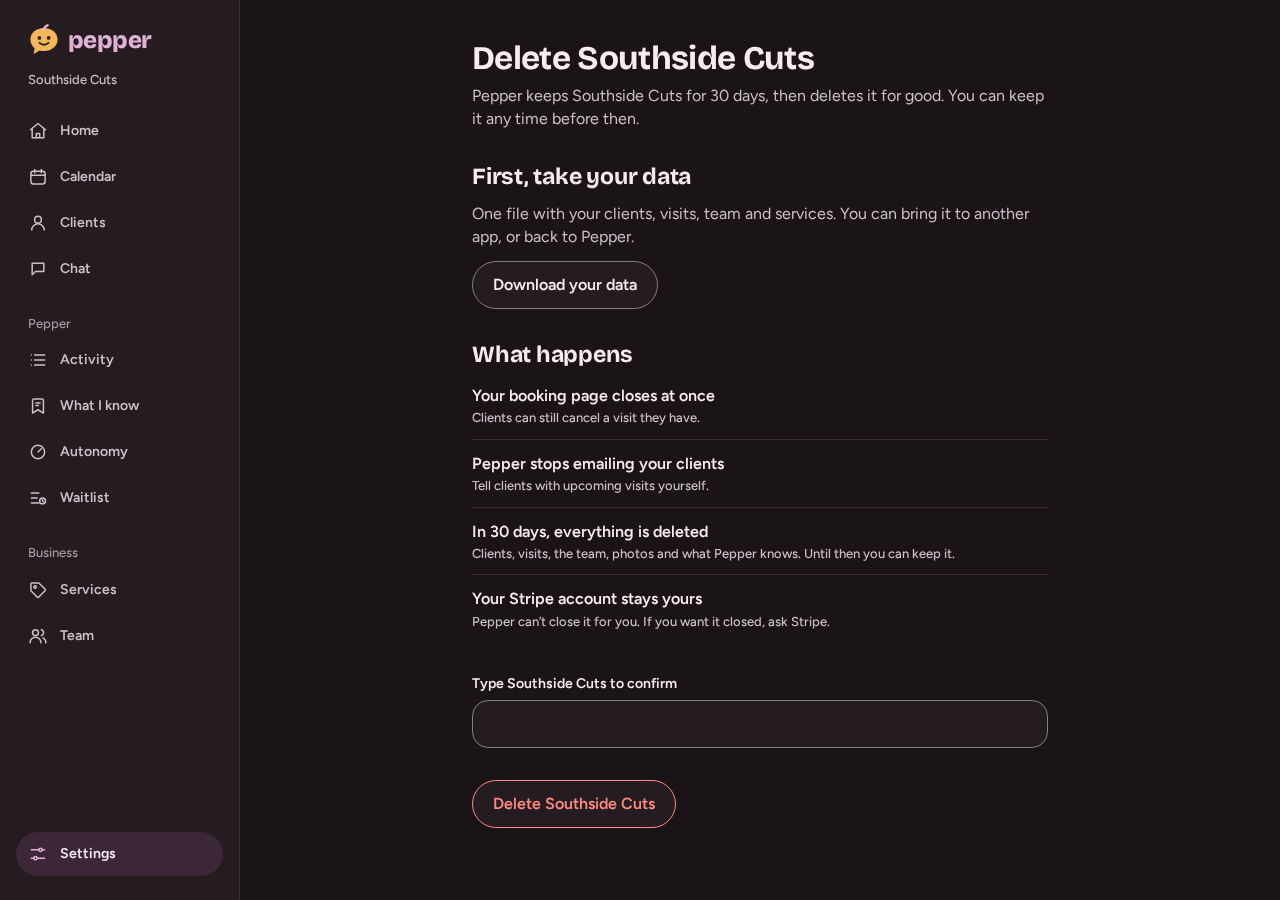 pepper
Southside Cuts
Home
Calendar
Clients
Chat
Pepper
Activity
What I know
Autonomy
Waitlist
Business
Services
Team
Settings
Delete Southside Cuts
Pepper keeps Southside Cuts for 30 days, then deletes it for good. You can keep
it any time before then.
First, take your data
One file with your clients, visits, team and services. You can bring it to another
app, or back to Pepper.
Download your data
What happens
Your booking page closes at once
Clients can still cancel a visit they have.
Pepper stops emailing your clients
Tell clients with upcoming visits yourself.
In 30 days, everything is deleted
Clients, visits, the team, photos and what Pepper knows. Until then you can keep it.
Your Stripe account stays yours
Pepper can’t close it for you. If you want it closed, ask Stripe.
Type Southside Cuts to confirm
Delete Southside Cuts